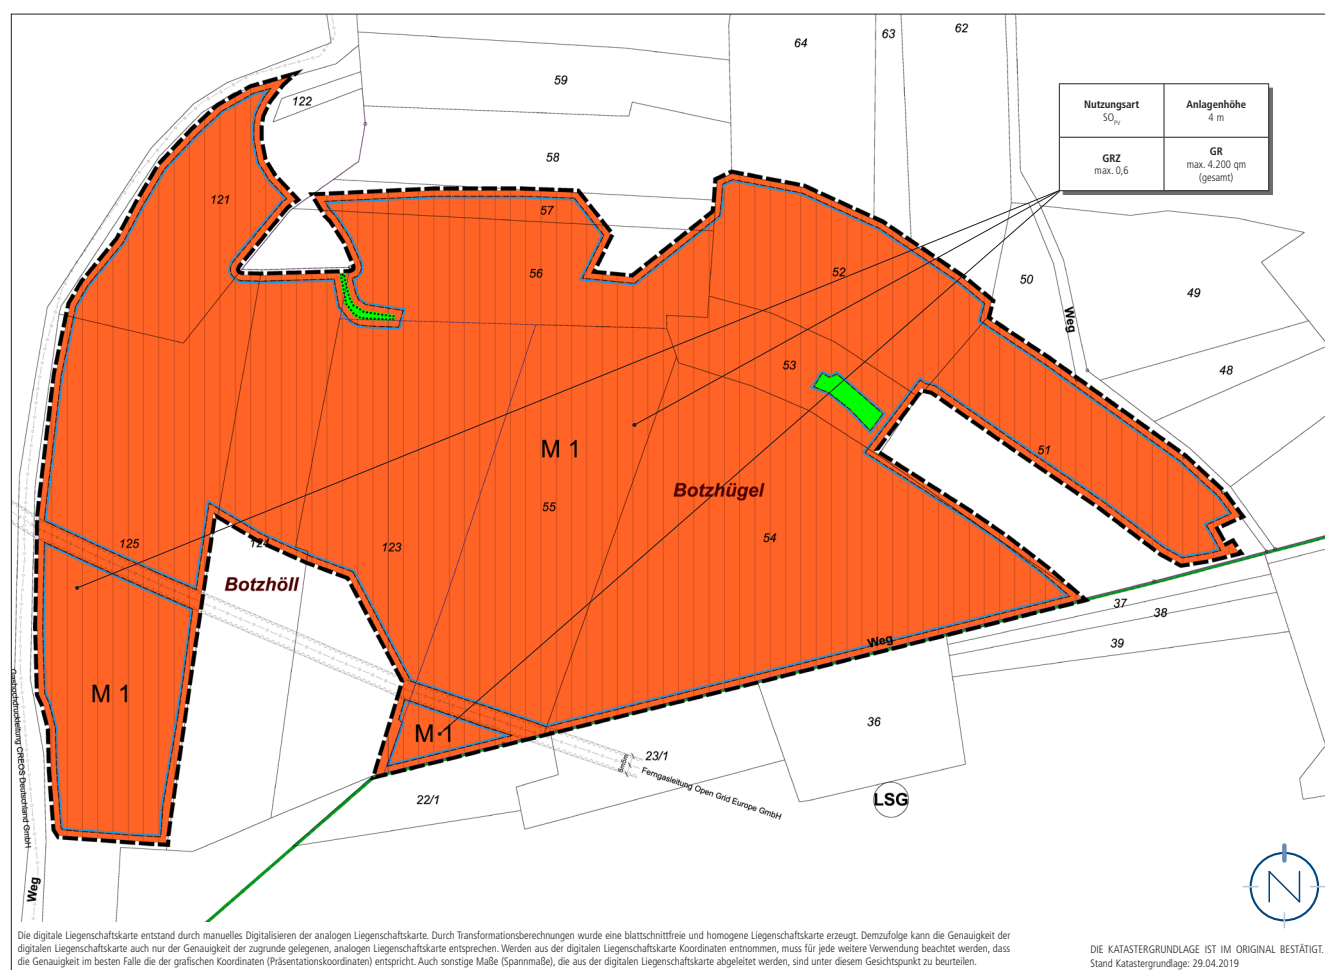 64
63
62
59
122
58
121
57
56
52
50
49
48
53
51
Nutzungsart
SO PV
Anlagenhöhe
4 m
GRZ
max. 0,6
GR
max. 4.200 qm
(gesamt)
Weg
M 1
Botzhügel
55
54
125
124
123
Botzhöll
M 1
M 1
Weg
37
38
39
36
23/1
22/1
5m5m
Ferngasleitung Open Grid Europe GmbH
LSG
Gashochdruckleitung CREOS Deutschland GmbH
Weg
N
Die digitale Liegenschaftskarte entstand durch manuelles Digitalisieren der analogen Liegenschaftskarte. Durch Transformationsberechnungen wurde eine blattschnittfreie und homogene Liegenschaftskarte erzeugt. Demzufolge kann die Genauigkeit der
digitalen Liegenschaftskarte auch nur der Genauigkeit der zugrunde gelegenen, analogen Liegenschaftskarte entsprechen. Werden aus der digitalen Liegenschaftskarte Koordinaten entnommen, muss für jede weitere Verwendung beachtet werden, dass
die Genauigkeit im besten Falle die der grafischen Koordinaten (Präsentationskoordinaten) entspricht. Auch sonstige Maße (Spannmaße), die aus der digitalen Liegenschaftskarte abgeleitet werden, sind unter diesem Gesichtspunkt zu beurteilen.
DIE KATASTERGRUNDLAGE IST IM ORIGINAL BESTÄTIGT.
Stand Katastergrundlage: 29.04.2019